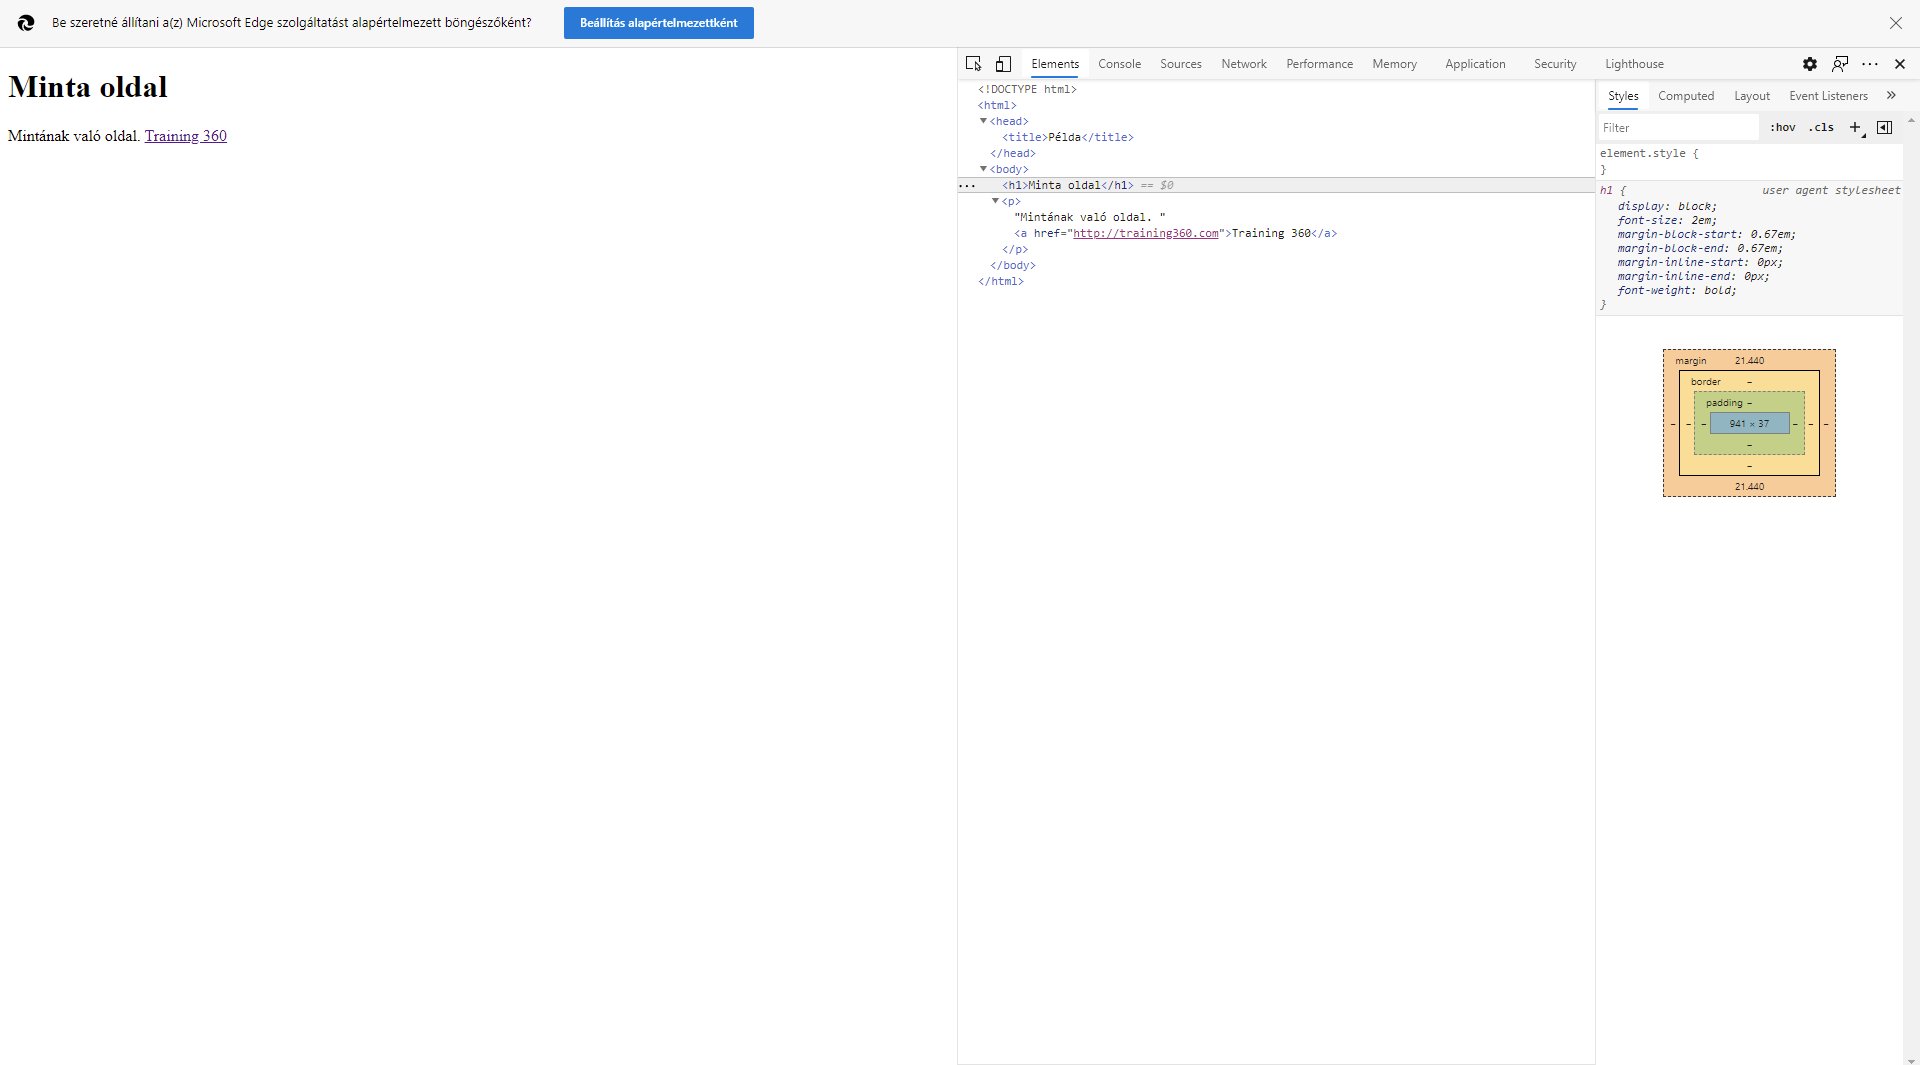 Be szeretné állítani a(z) Microsoft Edge szolgáltatást alapértelmezett böngészőként?
Beállítás alapértelmezettként
Minta oldal
Mintának való oldal. Training 360
Elements Console Sources Network Performance Memory Application Security Lighthouse
<!DOCTYPE html>
<html>
<head>
<title>Példa</title>
</head>
<body>
... <h1>Minta oldal</h1> == $0
<p>
"Mintának való oldal. "
<a href="http://training360.com">Training 360</a>
</p>
</body>
</html>
Styles Computed Layout Event Listeners »
Filter :hov .cls +
element.style {
}
h1 { user agent stylesheet
display: block;
font-size: 2em;
margin-block-start: 0.67em;
margin-block-end: 0.67em;
margin-inline-start: 0px;
margin-inline-end: 0px;
font-weight: bold;
}
margin 21.440
border –
padding –
– – – 941 × 37 – – –
–
–
21.440